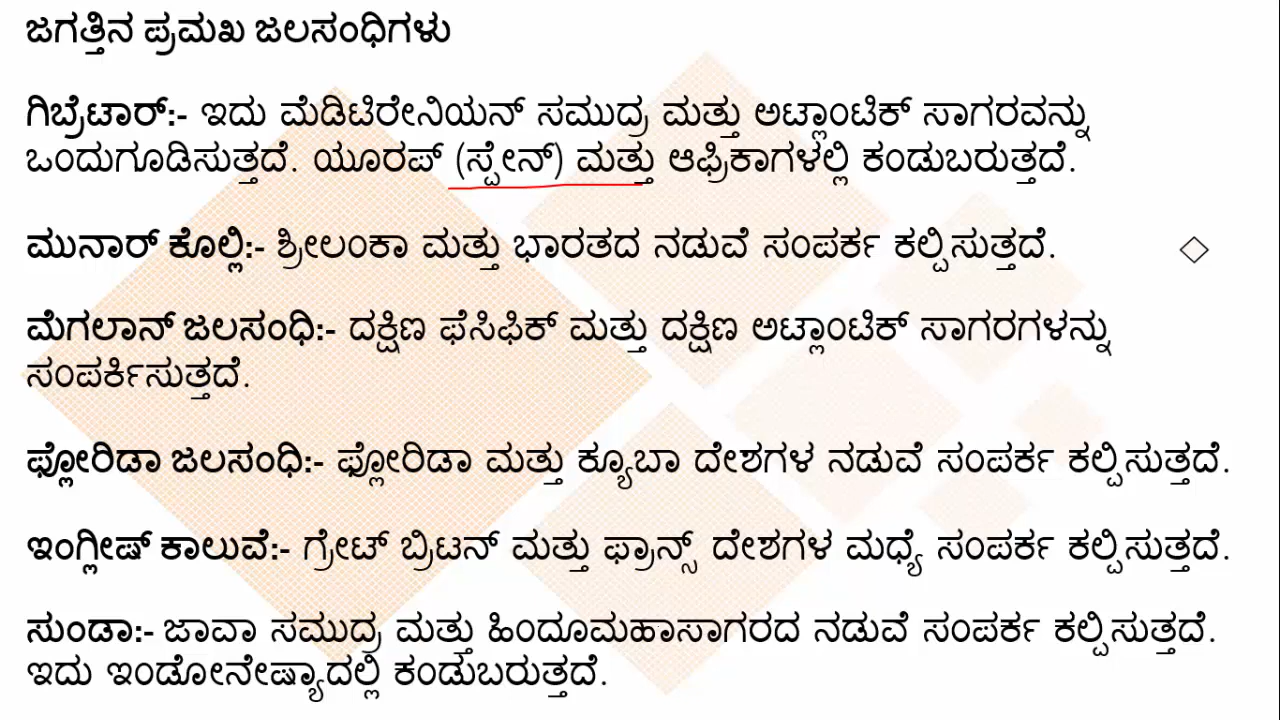 ಜಗತ್ತಿನ ಪ್ರಮಖ ಜಲಸಂಧಿಗಳು
ಗಿಬ್ರೆಟಾರ್:- ಇದು ಮೆಡಿಟಿರೇನಿಯನ್ ಸಮುದ್ರ ಮತ್ತು ಅಟ್ಲಾಂಟಿಕ್ ಸಾಗರವನ್ನು
ಒಂದುಗೂಡಿಸುತ್ತದೆ. ಯೂರಪ್ (ಸ್ಪೇನ್) ಮತ್ತು ಆಫ್ರಿಕಾಗಳಲ್ಲಿ ಕಂಡುಬರುತ್ತದೆ.
ಮುನಾರ್ ಕೊಲ್ಲಿ:- ಶ್ರೀಲಂಕಾ ಮತ್ತು ಭಾರತದ ನಡುವೆ ಸಂಪರ್ಕ ಕಲ್ಪಿಸುತ್ತದೆ.
ಮೆಗಲಾನ್ ಜಲಸಂಧಿ:- ದಕ್ಷಿಣ ಫೆಸಿಫಿಕ್ ಮತ್ತು ದಕ್ಷಿಣ ಅಟ್ಲಾಂಟಿಕ್ ಸಾಗರಗಳನ್ನು
ಸಂಪರ್ಕಿಸುತ್ತದೆ.
ಫ್ಲೋರಿಡಾ ಜಲಸಂಧಿ:- ಫ್ಲೋರಿಡಾ ಮತ್ತು ಕ್ಯೂಬಾ ದೇಶಗಳ ನಡುವೆ ಸಂಪರ್ಕ ಕಲ್ಪಿಸುತ್ತದೆ.
ಇಂಗ್ಲೀಷ್ ಕಾಲುವೆ:- ಗ್ರೇಟ್ ಬ್ರಿಟನ್ ಮತ್ತು ಫ್ರಾನ್ಸ್ ದೇಶಗಳ ಮಧ್ಯೆ ಸಂಪರ್ಕ ಕಲ್ಪಿಸುತ್ತದೆ.
ಸುಂಡಾ:- ಜಾವಾ ಸಮುದ್ರ ಮತ್ತು ಹಿಂದೂಮಹಾಸಾಗರದ ನಡುವೆ ಸಂಪರ್ಕ ಕಲ್ಪಿಸುತ್ತದೆ.
ಇದು ಇಂಡೋನೇಷ್ಯಾದಲ್ಲಿ ಕಂಡುಬರುತ್ತದೆ.